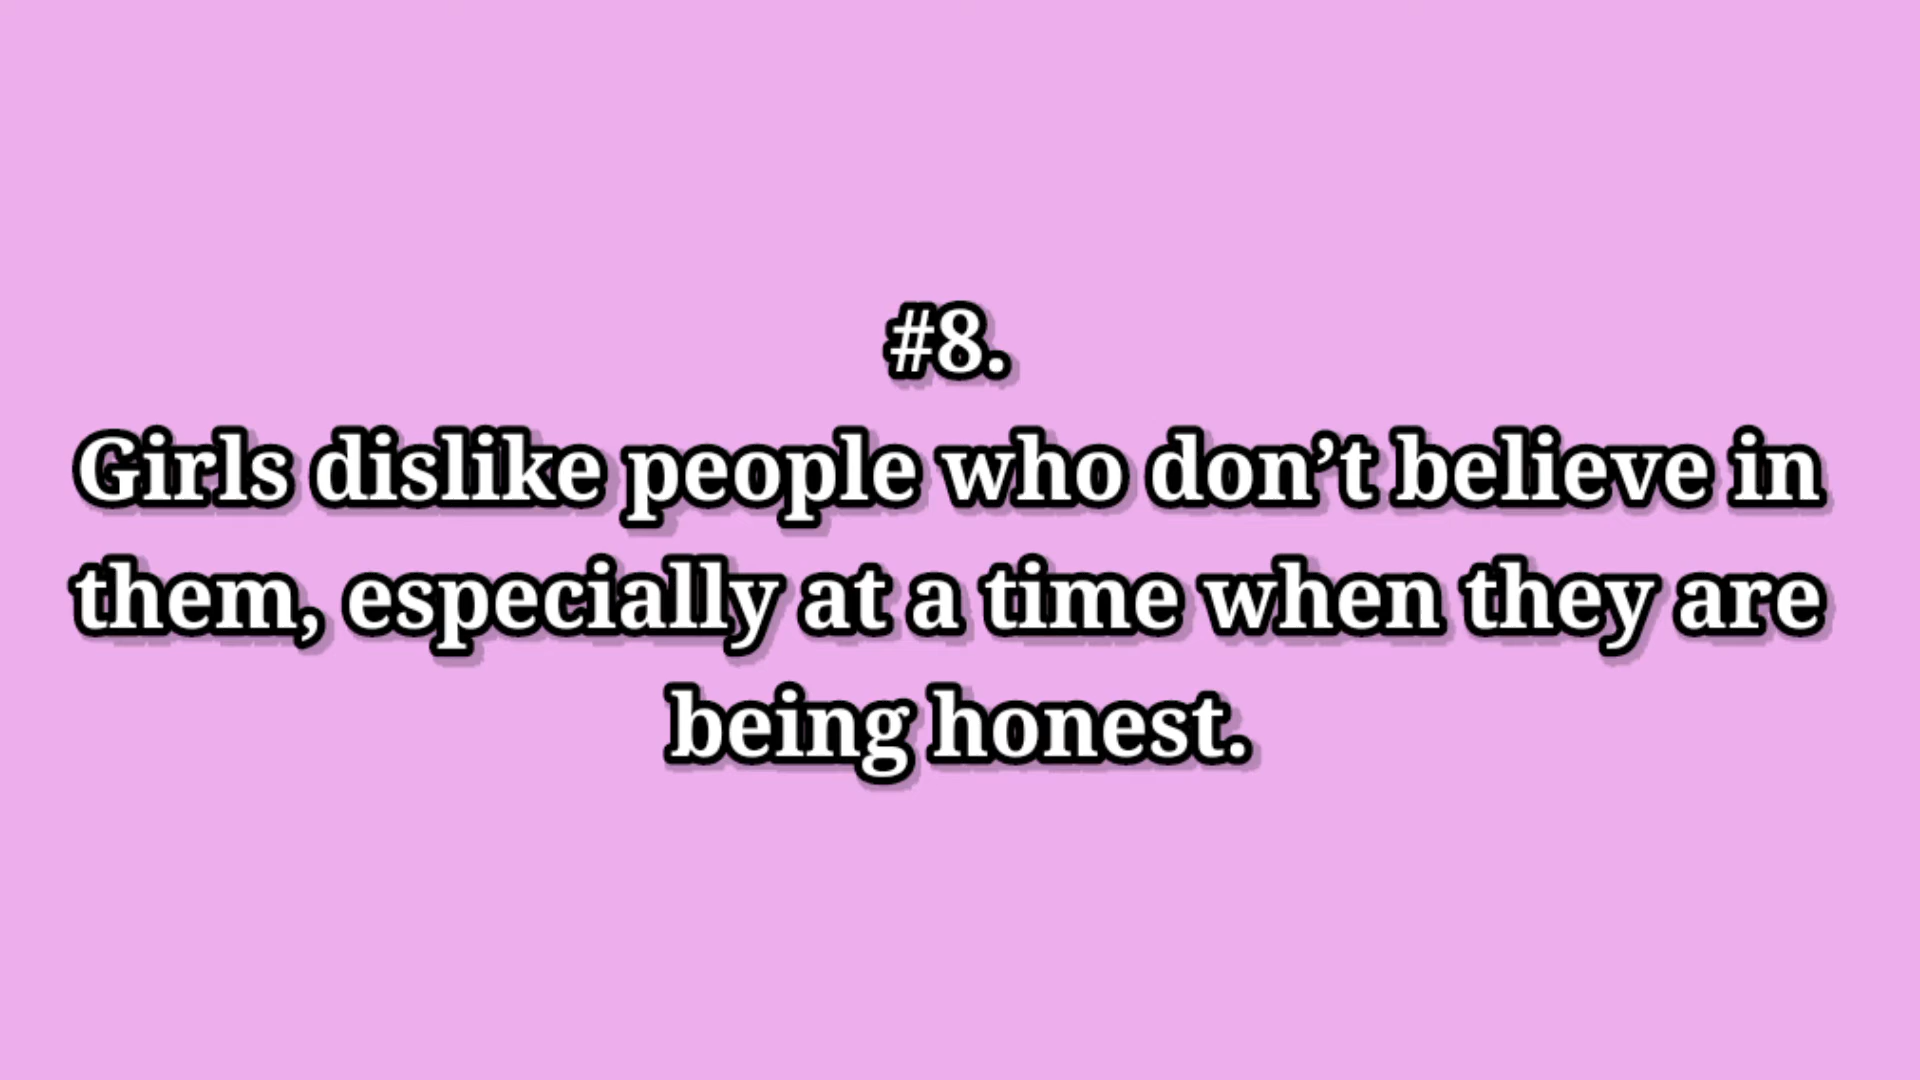 #8.
Girls dislike people who don’t believe in
them, especially at a time when they are
being honest.